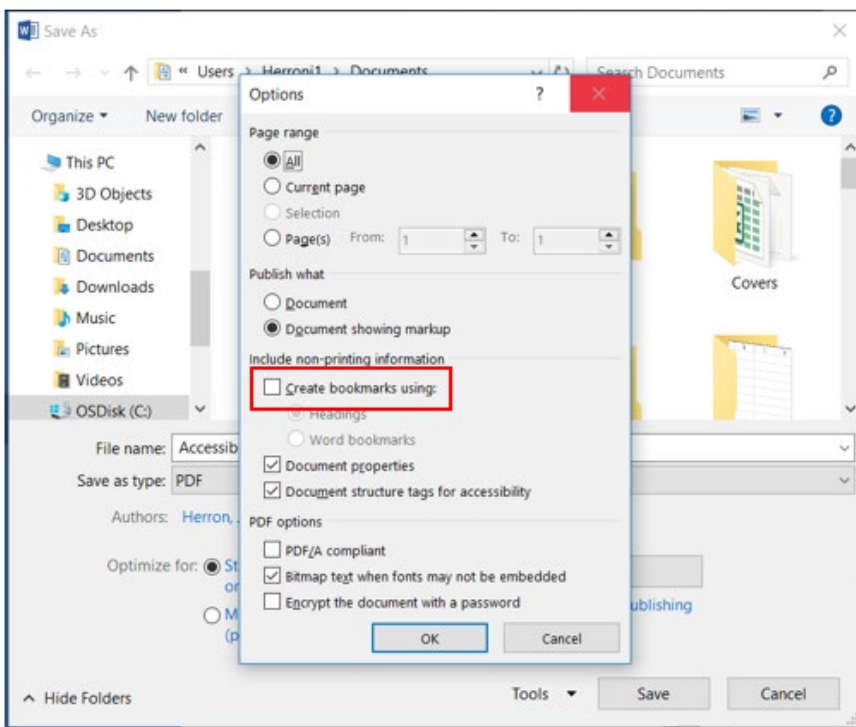 Save As
« Users > Herroni1 > Documents
Search Documents
Options ?
Organize New folder
Page range
All
Current page
Selection
Page(s) From: 1 To: 1
Publish what
Document
Document showing markup
Include non-printing information
Create bookmarks using:
Headings
Word bookmarks
Document properties
Document structure tags for accessibility
PDF options
PDF/A compliant
Bitmap text when fonts may not be embedded
Encrypt the document with a password
OK Cancel
This PC
3D Objects
Desktop
Documents
Downloads
Music
Pictures
Videos
OSDisk (C:)
Covers
File name: Accessib
Save as type: PDF
Authors: Herron,
Optimize for: St
or
M
(p
ublishing
Hide Folders
Tools Save Cancel